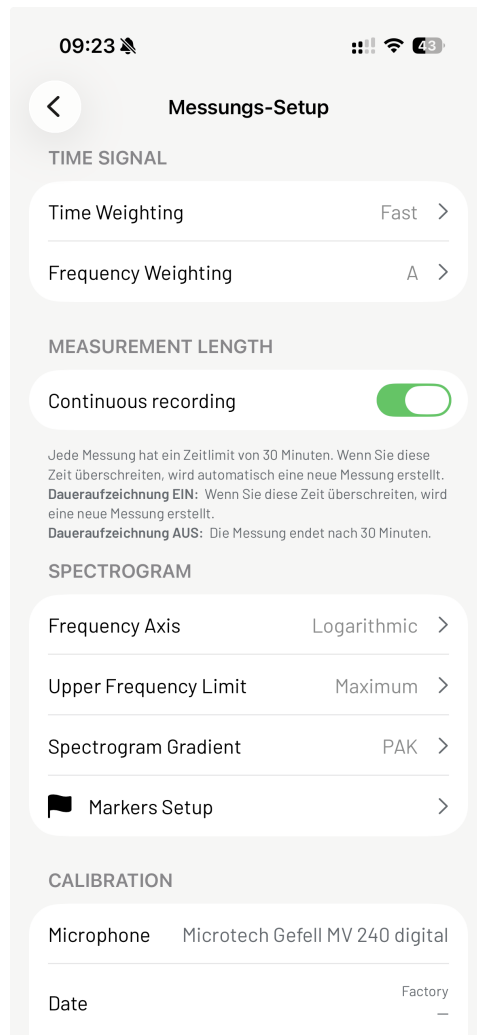 09:23
43
Messungs-Setup
TIME SIGNAL
Time Weighting Fast
Frequency Weighting A
MEASUREMENT LENGTH
Continuous recording
Jede Messung hat ein Zeitlimit von 30 Minuten. Wenn Sie diese
Zeit überschreiten, wird automatisch eine neue Messung erstellt.
Daueraufzeichnung EIN: Wenn Sie diese Zeit überschreiten, wird
eine neue Messung erstellt.
Daueraufzeichnung AUS: Die Messung endet nach 30 Minuten.
SPECTROGRAM
Frequency Axis Logarithmic
Upper Frequency Limit Maximum
Spectrogram Gradient PAK
Markers Setup
CALIBRATION
Microphone Microtech Gefell MV 240 digital
Factory
Date —